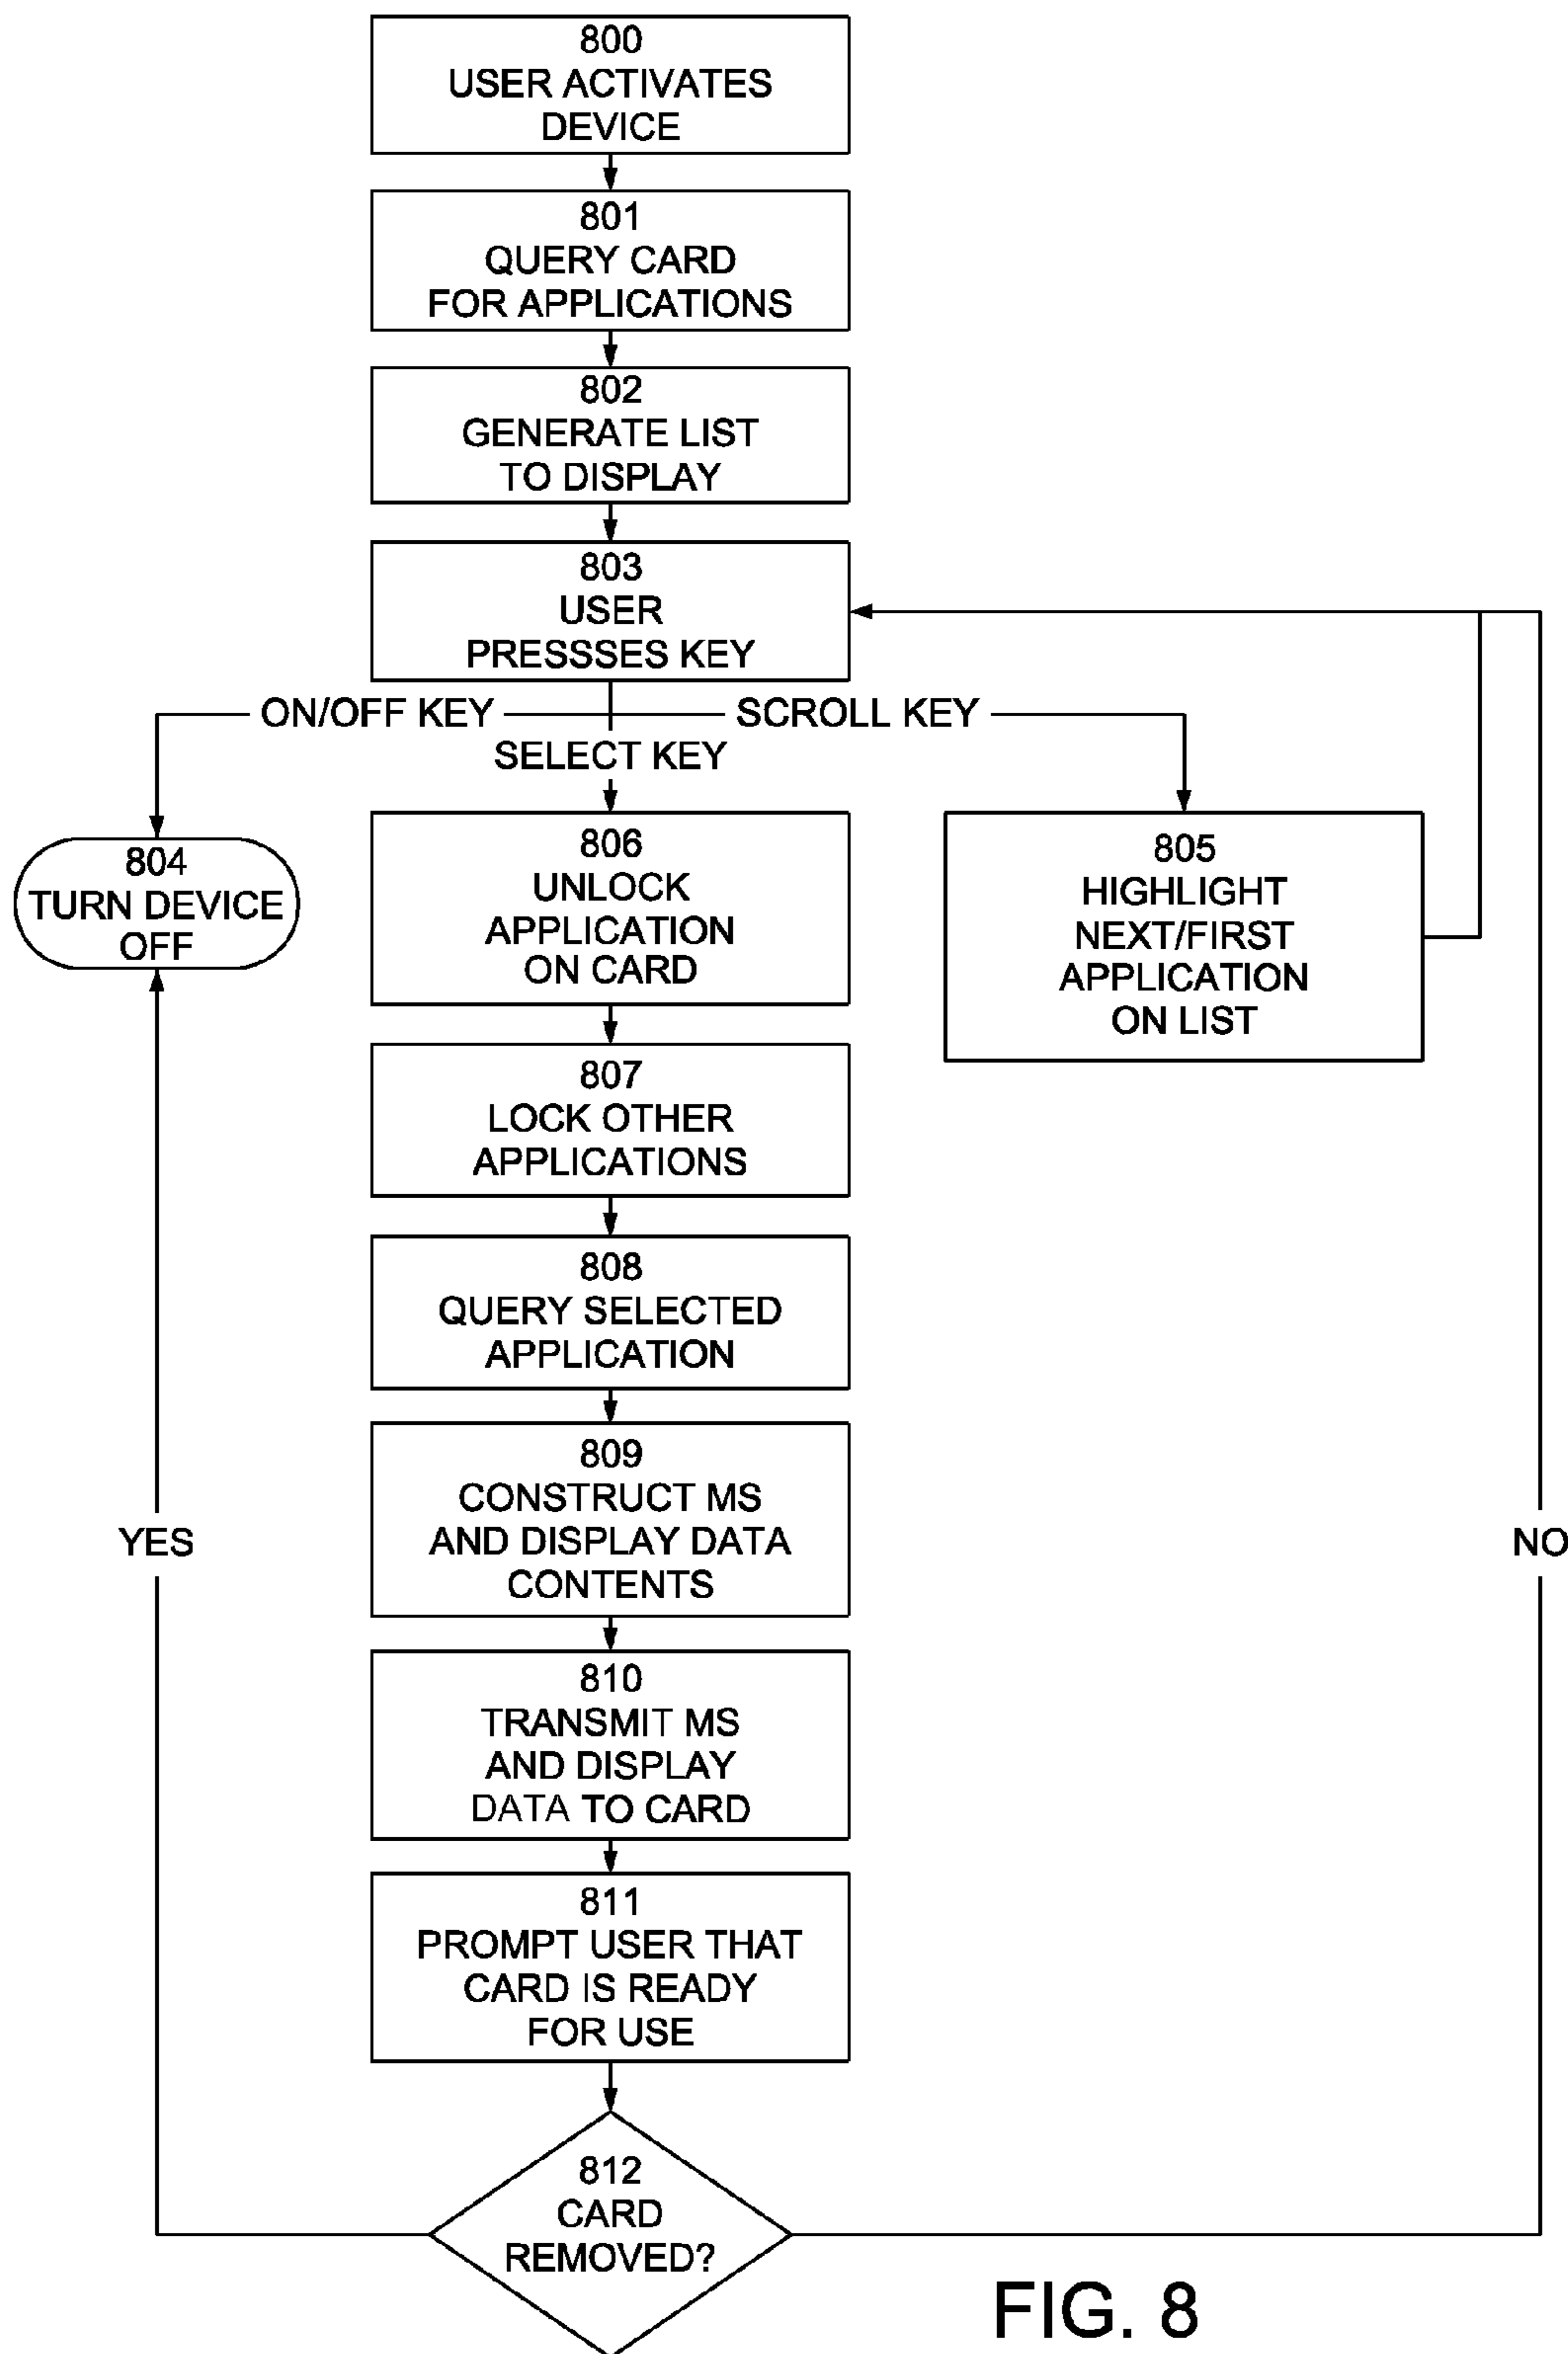 800
USER ACTIVATES
DEVICE
801
QUERY CARD
FOR APPLICATIONS
802
GENERATE LIST
TO DISPLAY
803
USER
PRESSSES KEY
ON/OFF KEY
SCROLL KEY
SELECT KEY
804
TURN DEVICE
OFF
806
UNLOCK
APPLICATION
ON CARD
805
HIGHLIGHT
NEXT/FIRST
APPLICATION
ON LIST
807
LOCK OTHER
APPLICATIONS
808
QUERY SELECTED
APPLICATION
809
CONSTRUCT MS
AND DISPLAY DATA
CONTENTS
YES
NO
810
TRANSMIT MS
AND DISPLAY
DATA TO CARD
811
PROMPT USER THAT
CARD IS READY
FOR USE
812
CARD
REMOVED?
FIG. 8